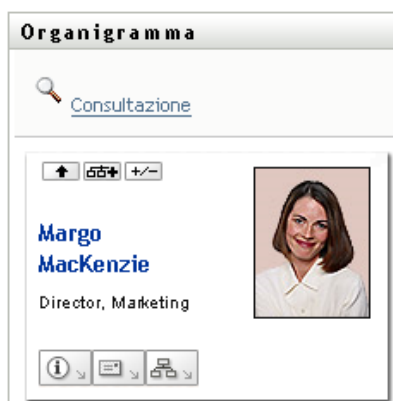 Organigramma
Consultazione
+/-
Margo
MacKenzie
Director, Marketing